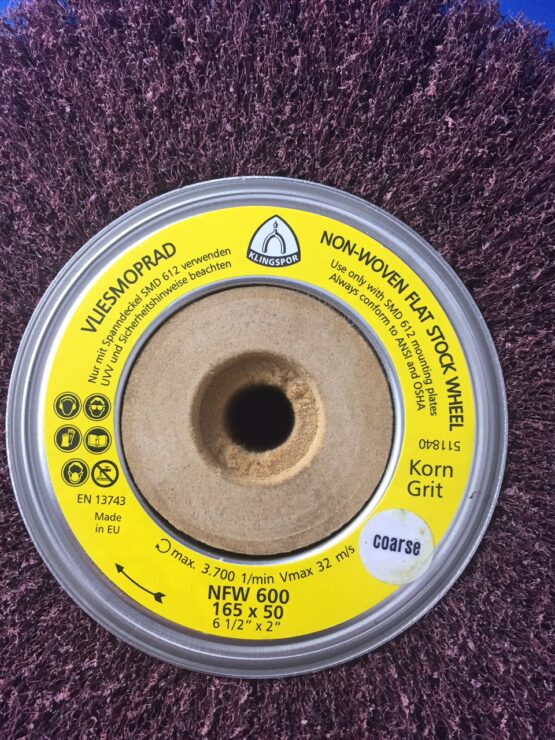 KLINGSPOR
VLIESMOPRAD
Nur mit Spanndeckel SMD 612 verwenden
UVV und Sicherheitshinweise beachten
NON-WOVEN FLAT STOCK WHEEL
Use only with SMD 612 mounting plates
Always conform to ANSI and OSHA
511840
Korn
Grit
coarse
EN 13743
Made
in EU
max. 3.700 1/min Vmax 32 m/s
NFW 600
165 x 50
6 1/2" x 2"